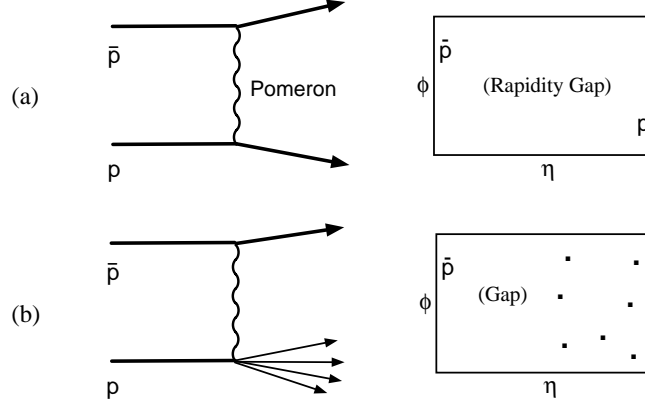 p̄
Pomeron
p
(a)
p̄
ϕ
(Rapidity Gap)
p
η
p̄
p
(b)
p̄
ϕ
(Gap)
η